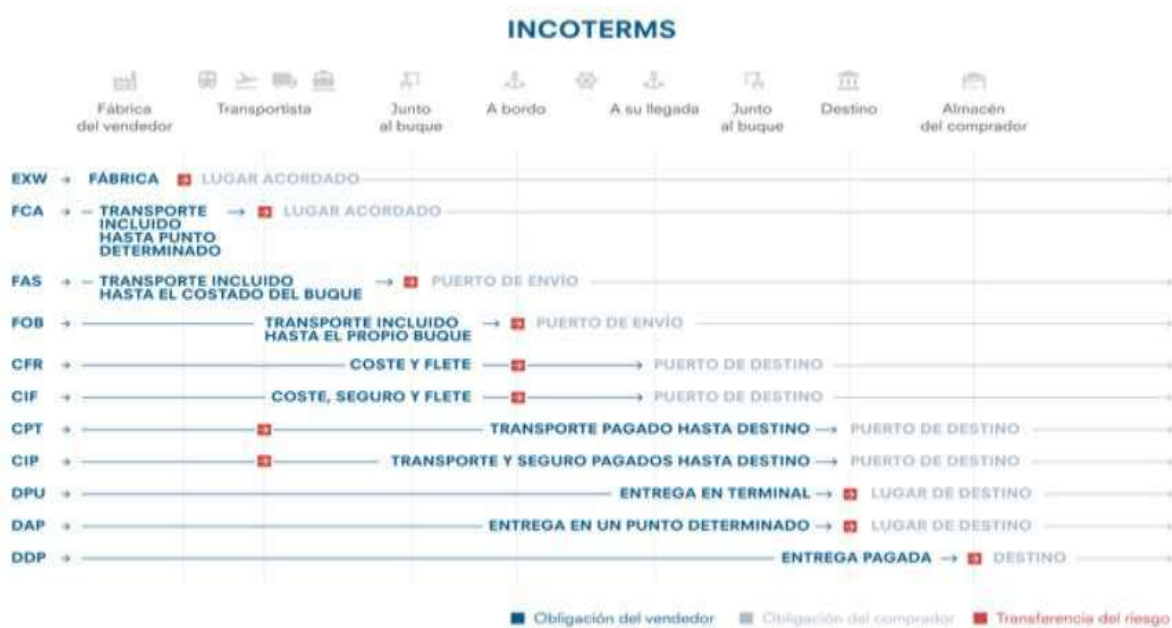 INCOTERMS
Fábrica
del vendedor
Transportista
Junto
al buque
A bordo
A su llegada
Junto
al buque
Destino
Almacén
del comprador
EXW FÁBRICA LUGAR ACORDADO
FCA TRANSPORTE LUGAR ACORDADO
INCLUIDO
HASTA PUNTO
DETERMINADO
FAS TRANSPORTE INCLUIDO PUERTO DE ENVÍO
HASTA EL COSTADO DEL BUQUE
FOB TRANSPORTE INCLUIDO PUERTO DE ENVÍO
HASTA EL PROPIO BUQUE
CFR COSTE Y FLETE PUERTO DE DESTINO
CIF COSTE, SEGURO Y FLETE PUERTO DE DESTINO
CPT TRANSPORTE PAGADO HASTA DESTINO PUERTO DE DESTINO
CIP TRANSPORTE Y SEGURO PAGADOS HASTA DESTINO PUERTO DE DESTINO
DPU ENTREGA EN TERMINAL LUGAR DE DESTINO
DAP ENTREGA EN UN PUNTO DETERMINADO LUGAR DE DESTINO
DDP ENTREGA PAGADA DESTINO
Obligación del vendedor Obligación del comprador Transferencia del riesgo